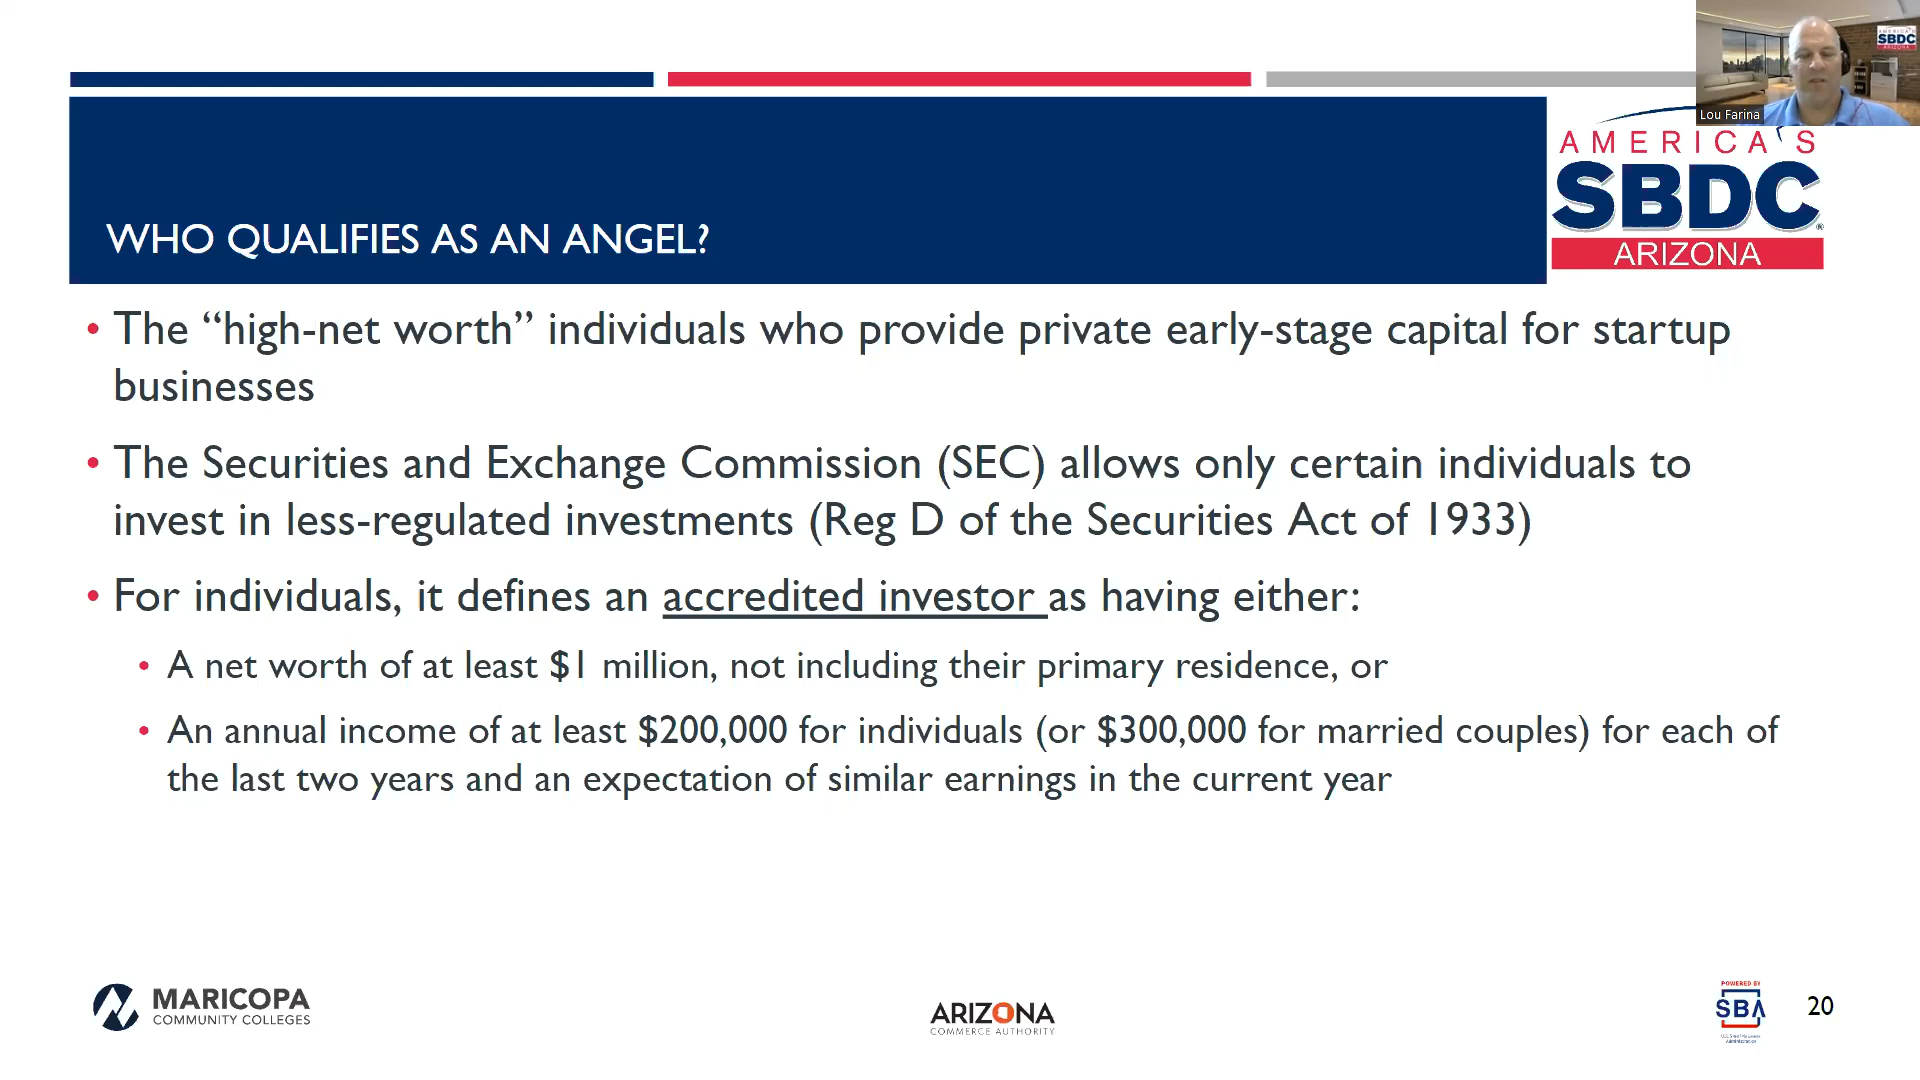 Lou Farina
AMERICA'S
SBDC
ARIZONA
AMERICA'S
SBDC
ARIZONA
WHO QUALIFIES AS AN ANGEL?
• The “high-net worth” individuals who provide private early-stage capital for startup
businesses
• The Securities and Exchange Commission (SEC) allows only certain individuals to
invest in less-regulated investments (Reg D of the Securities Act of 1933)
• For individuals, it defines an accredited investor as having either:
• A net worth of at least $1 million, not including their primary residence, or
• An annual income of at least $200,000 for individuals (or $300,000 for married couples) for each of
the last two years and an expectation of similar earnings in the current year
MARICOPA
COMMUNITY COLLEGES
ARIZONA
COMMERCE AUTHORITY
POWERED BY
SBA
Administration
20